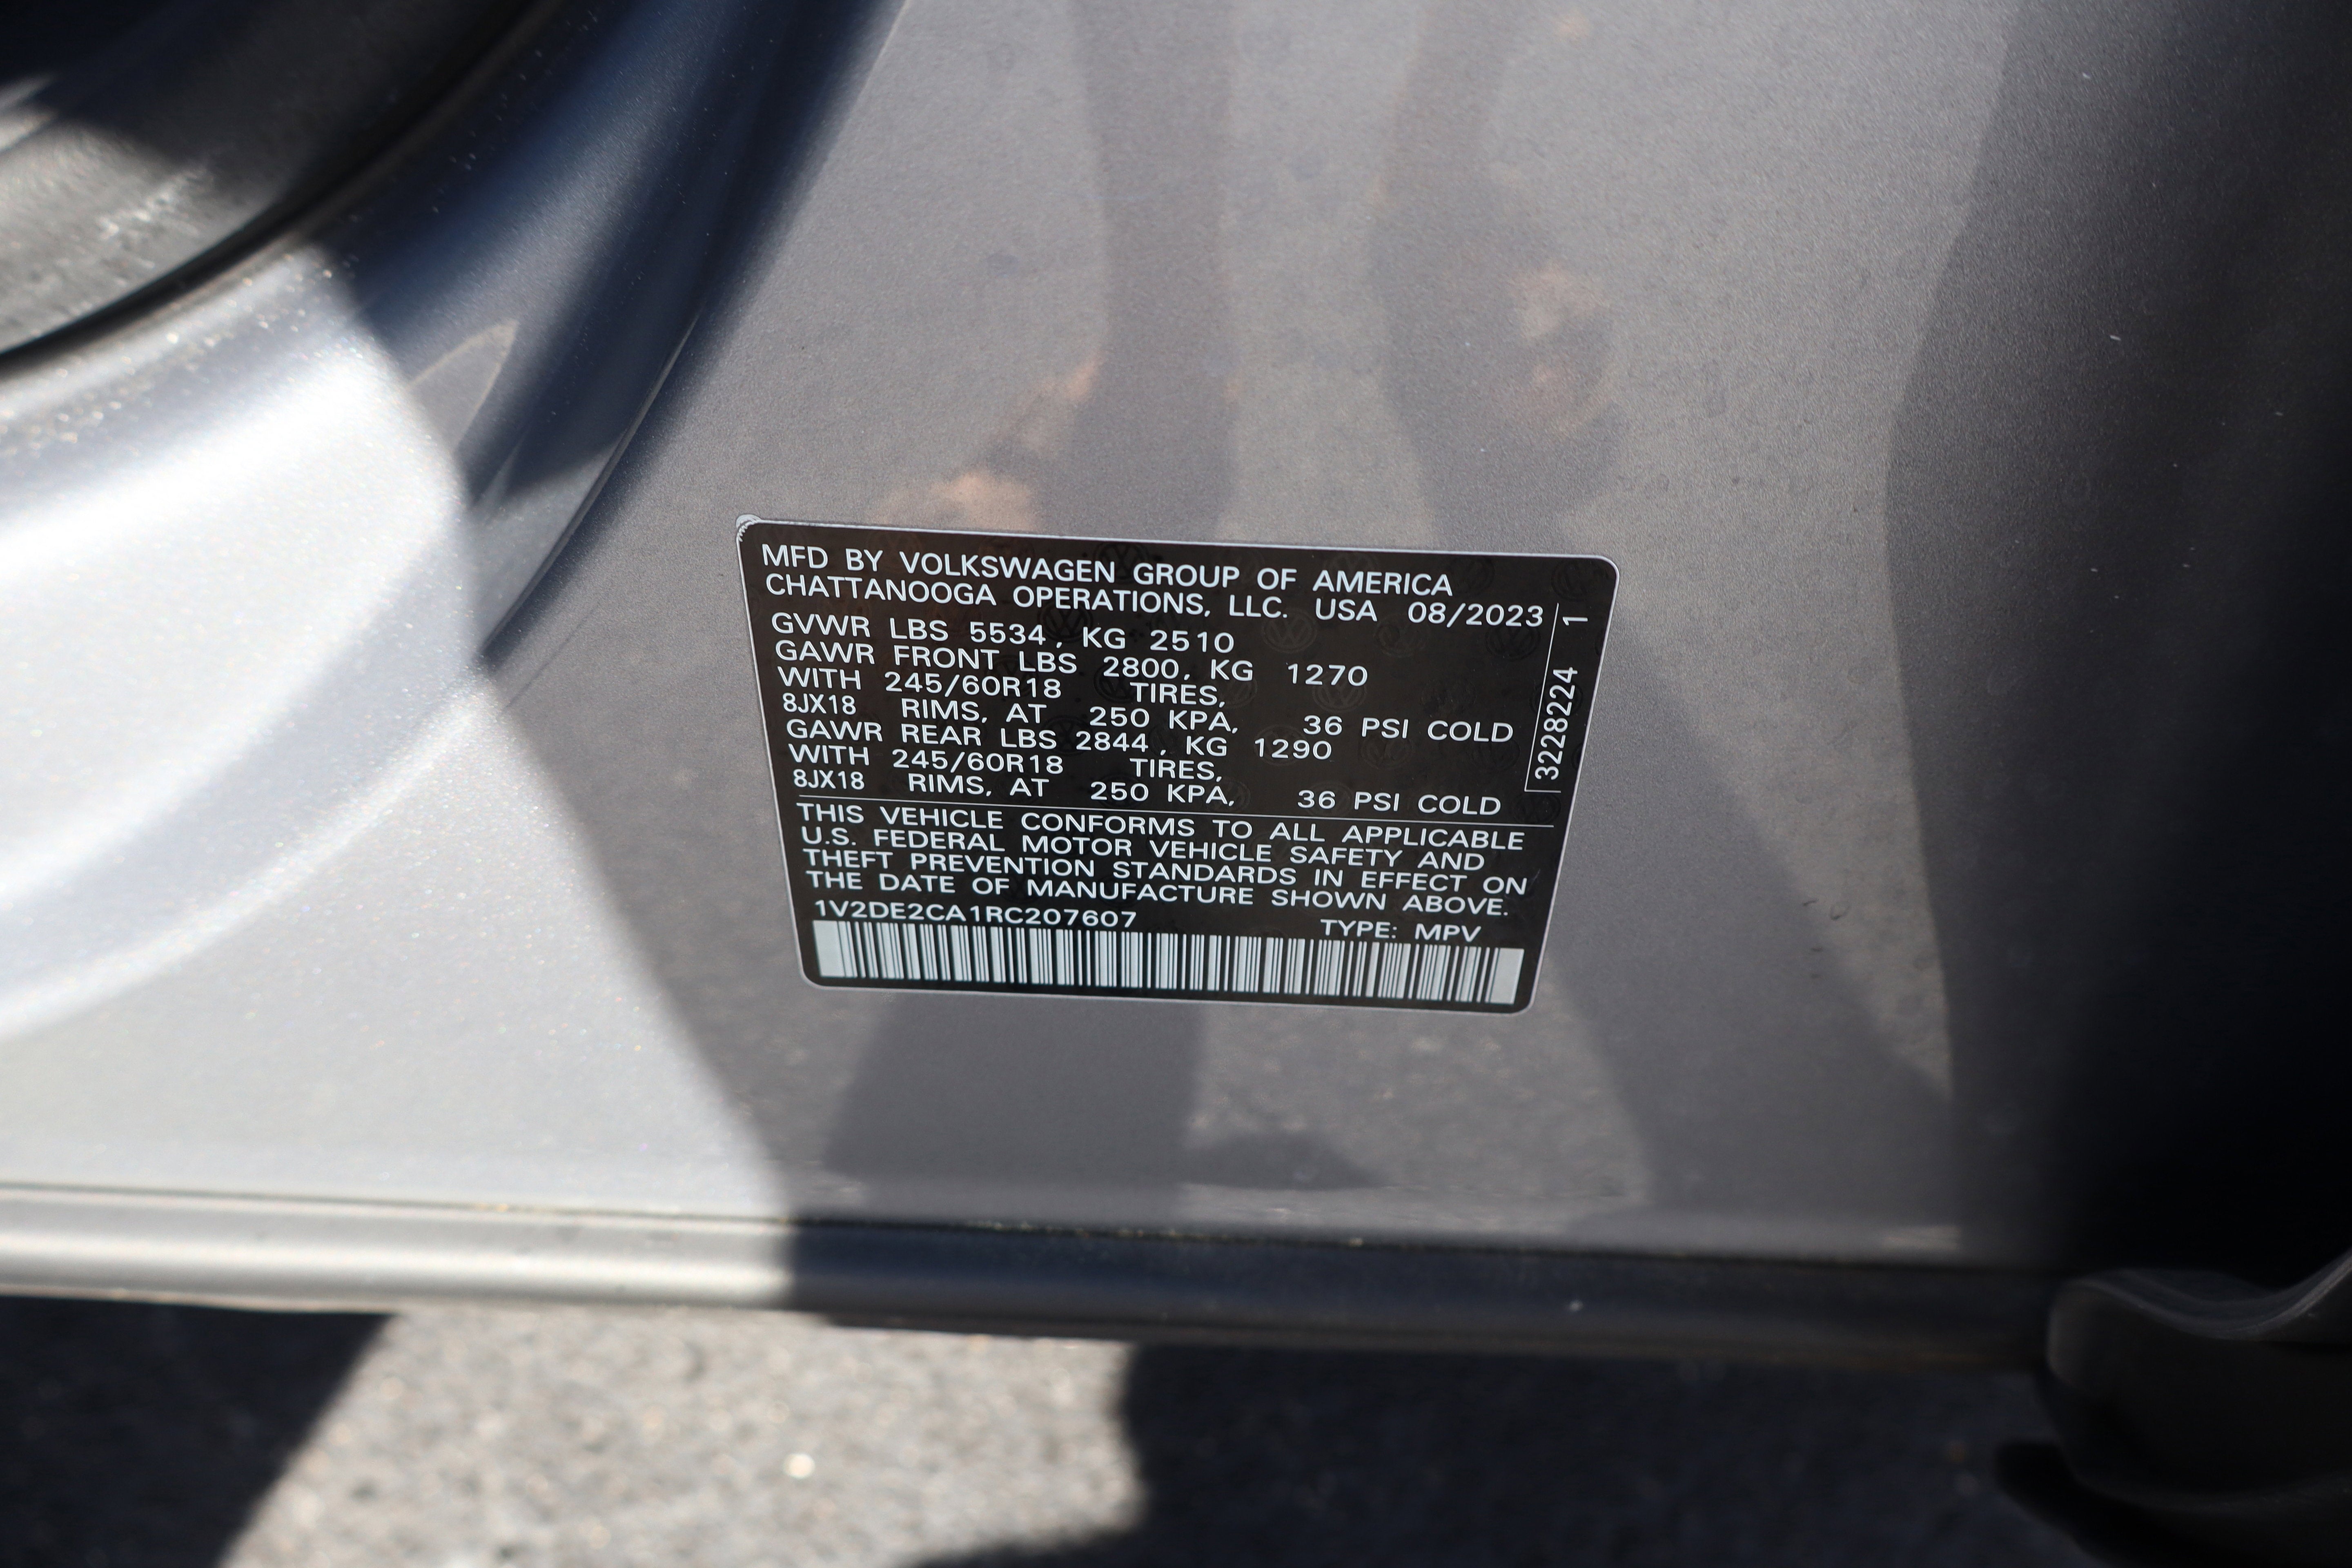 MFD BY VOLKSWAGEN GROUP OF AMERICA
CHATTANOOGA OPERATIONS, LLC. USA 08/2023
GVWR LBS 5534, KG 2510
GAWR FRONT LBS 2800, KG 1270
WITH 245/60R18 TIRES,
8JX18 RIMS, AT 250 KPA, 36 PSI COLD
GAWR REAR LBS 2844, KG 1290
WITH 245/60R18 TIRES,
8JX18 RIMS, AT 250 KPA, 36 PSI COLD
THIS VEHICLE CONFORMS TO ALL APPLICABLE
U.S. FEDERAL MOTOR VEHICLE SAFETY AND
THEFT PREVENTION STANDARDS IN EFFECT ON
THE DATE OF MANUFACTURE SHOWN ABOVE.
1V2DE2CA1RC207607 TYPE: MPV
3228224 1